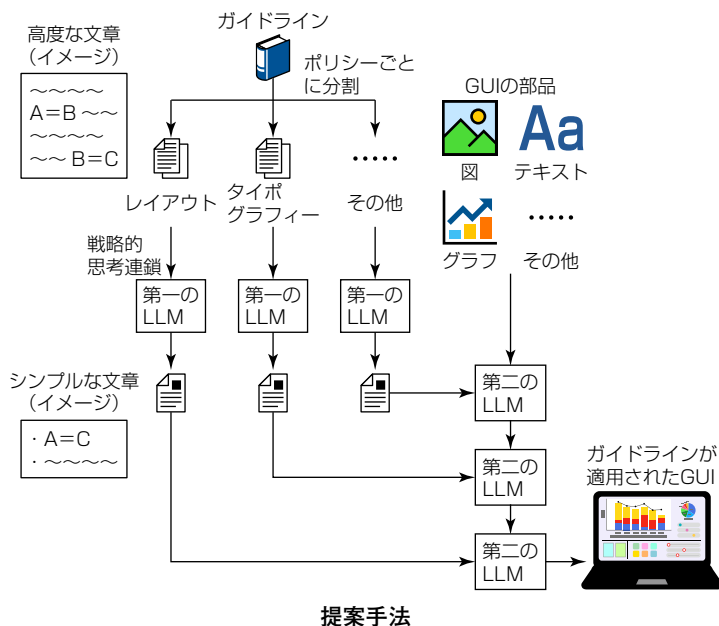 高度な文章
(イメージ)
~~~~
A=B ~~
~~~~
~~ B=C
ガイドライン
ポリシーごと
に分割
GUIの部品
Aa
図
テキスト
グラフ
・・・・・
その他
・・・・・
レイアウト
タイポ
グラフィー
その他
戦略的
思考連鎖
第一の
LLM
第一の
LLM
第一の
LLM
シンプルな文章
(イメージ)
・A=C
・~~~~
第二の
LLM
第二の
LLM
第二の
LLM
ガイドラインが
適用されたGUI
提案手法